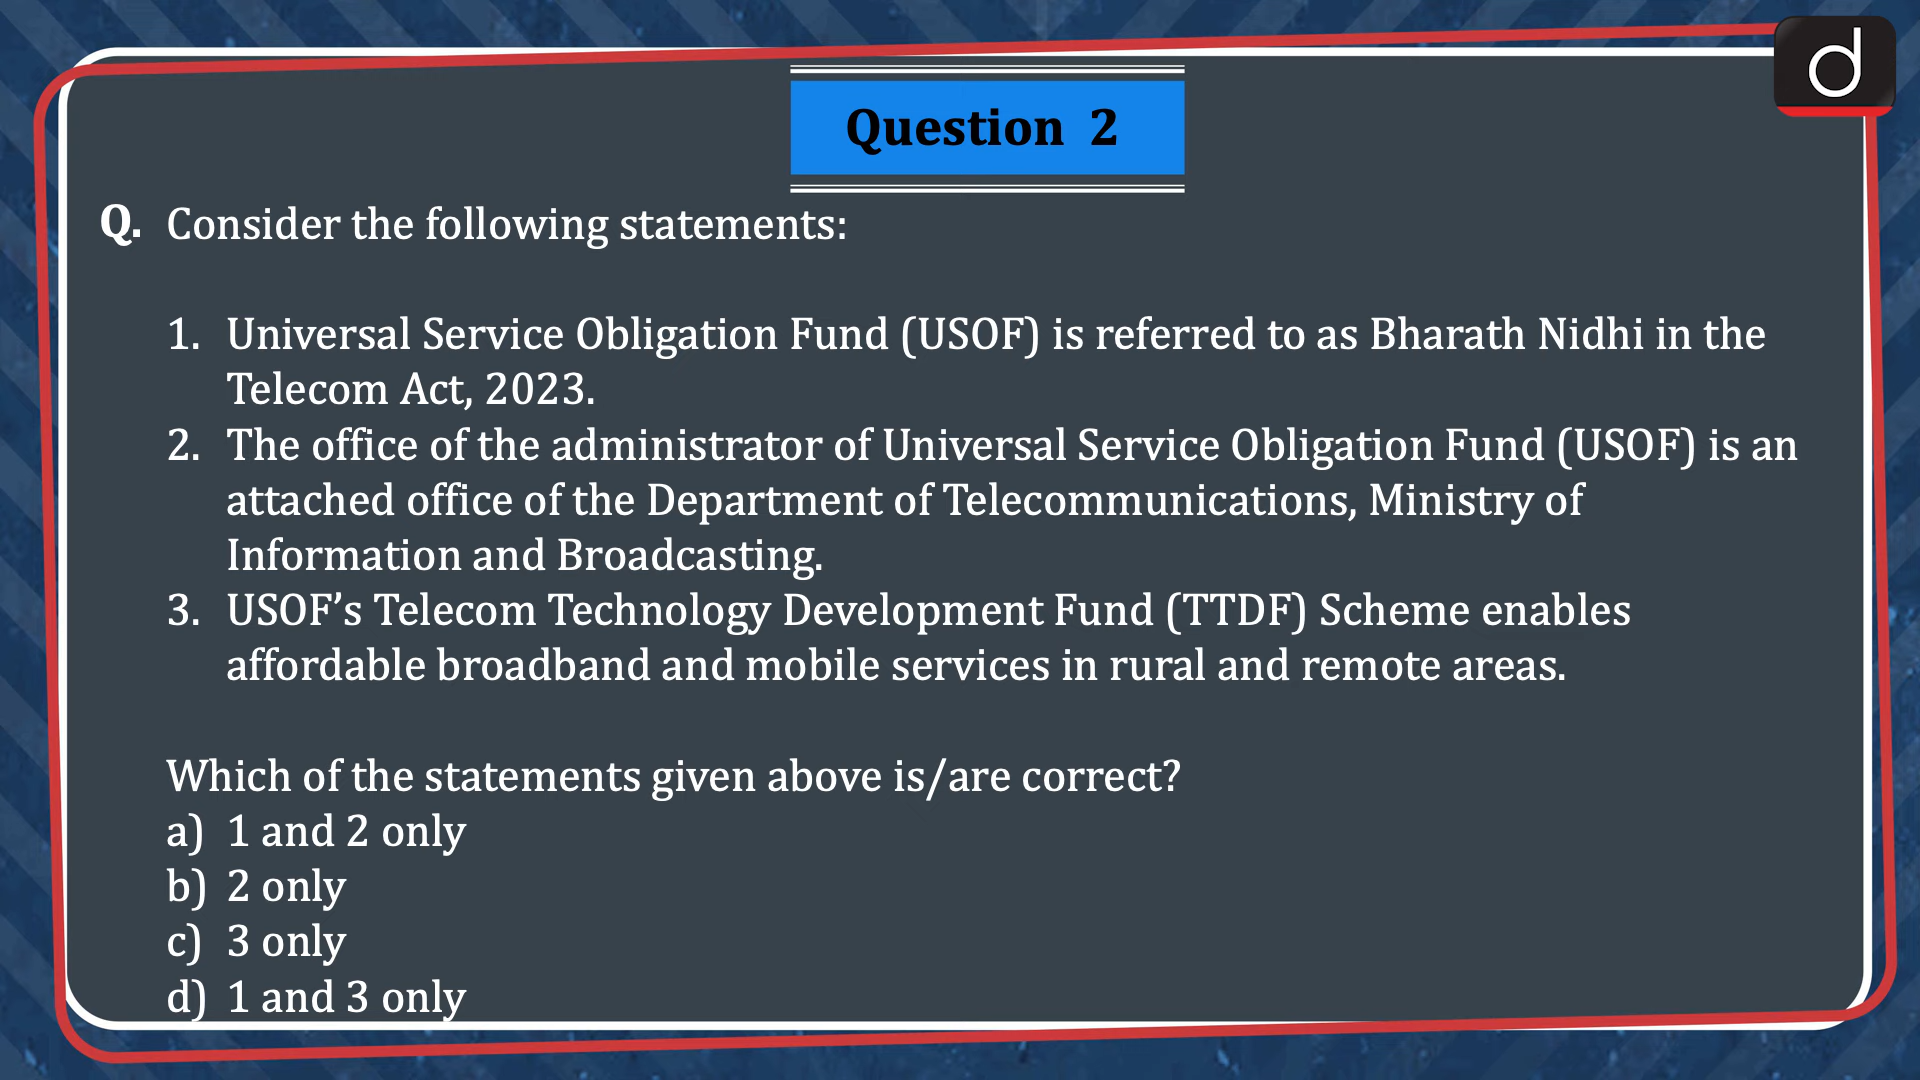 Question 2
Q. Consider the following statements:
1. Universal Service Obligation Fund (USOF) is referred to as Bharath Nidhi in the
Telecom Act, 2023.
2. The office of the administrator of Universal Service Obligation Fund (USOF) is an
attached office of the Department of Telecommunications, Ministry of
Information and Broadcasting.
3. USOF’s Telecom Technology Development Fund (TTDF) Scheme enables
affordable broadband and mobile services in rural and remote areas.
Which of the statements given above is/are correct?
a) 1 and 2 only
b) 2 only
c) 3 only
d) 1 and 3 only
d